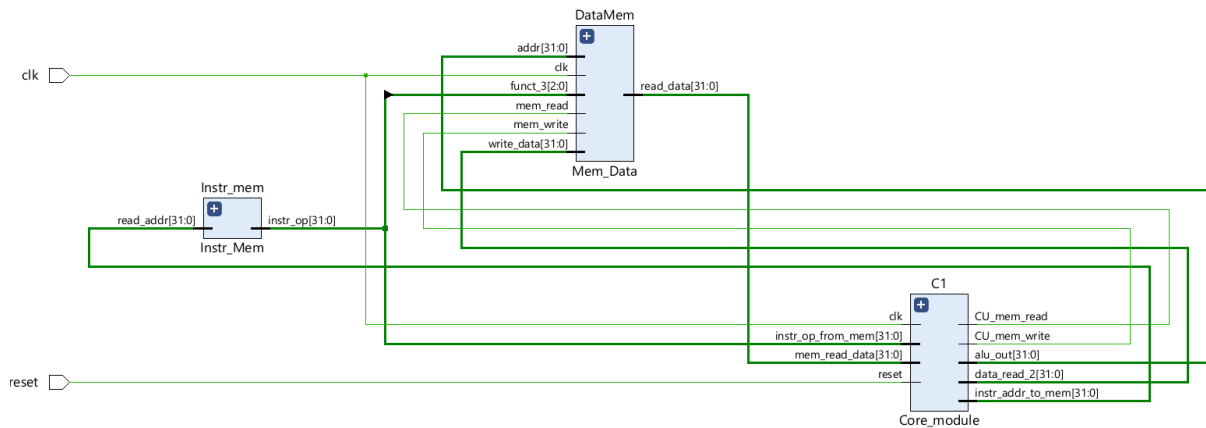 DataMem
addr[31:0]
clk
clk
funct_3[2:0]
read_data[31:0]
mem_read
mem_write
write_data[31:0]
Mem_Data
Instr_mem
read_addr[31:0]
instr_op[31:0]
Instr_Mem
C1
clk
CU_mem_read
instr_op_from_mem[31:0]
CU_mem_write
mem_read_data[31:0]
alu_out[31:0]
reset
reset
data_read_2[31:0]
instr_addr_to_mem[31:0]
Core_module